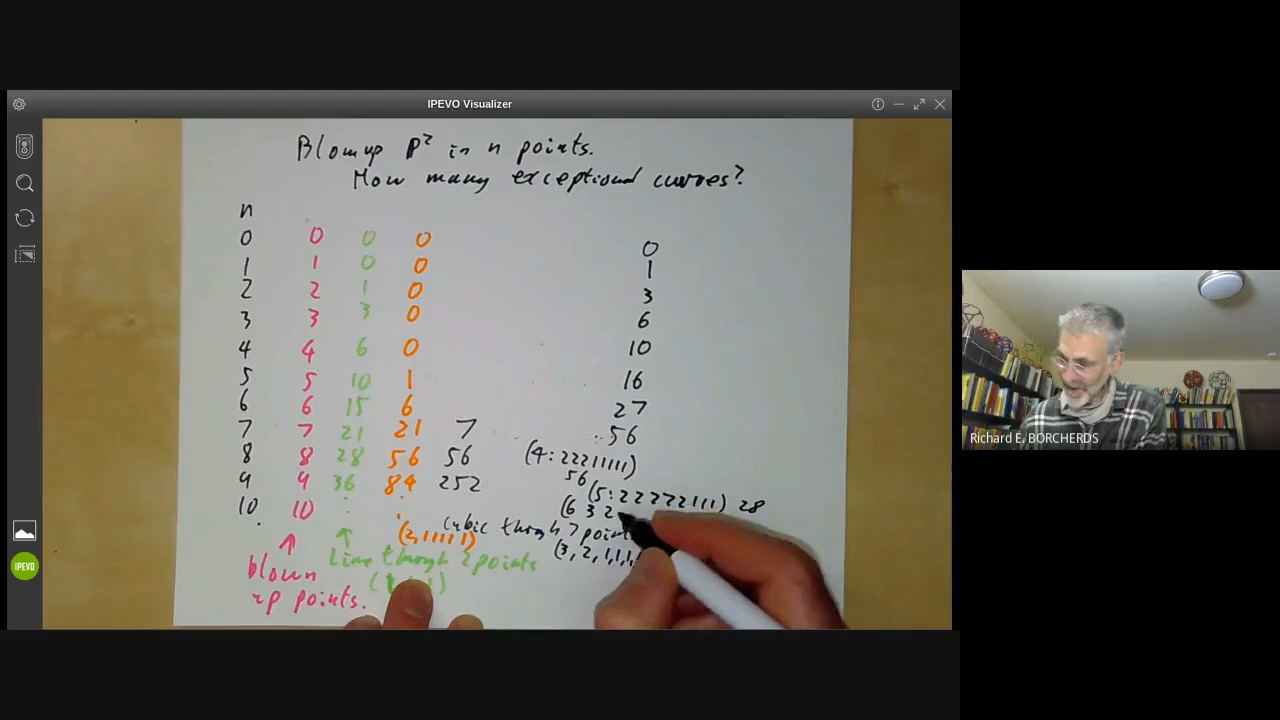 IPEVO Visualizer
Blowup P² in n points.
How many exceptional curves?
n
0 0 0 0 0
1 1 0 0 1
2 2 1 0 3
3 3 3 0 6
4 4 6 0 10
5 5 10 1 16
6 6 15 6 27
7 7 21 21 7 56
8 8 28 56 56 (4:22211111)
56
(5:22222111) 28
9 9 36 84 252
(6 3 2
10 10
(2,11111)
cubic through 7 points
(3, 2, 1, 1, 1, 1
line through 2 points
blown
up points.
IPEVO
Richard E. BORCHERDS